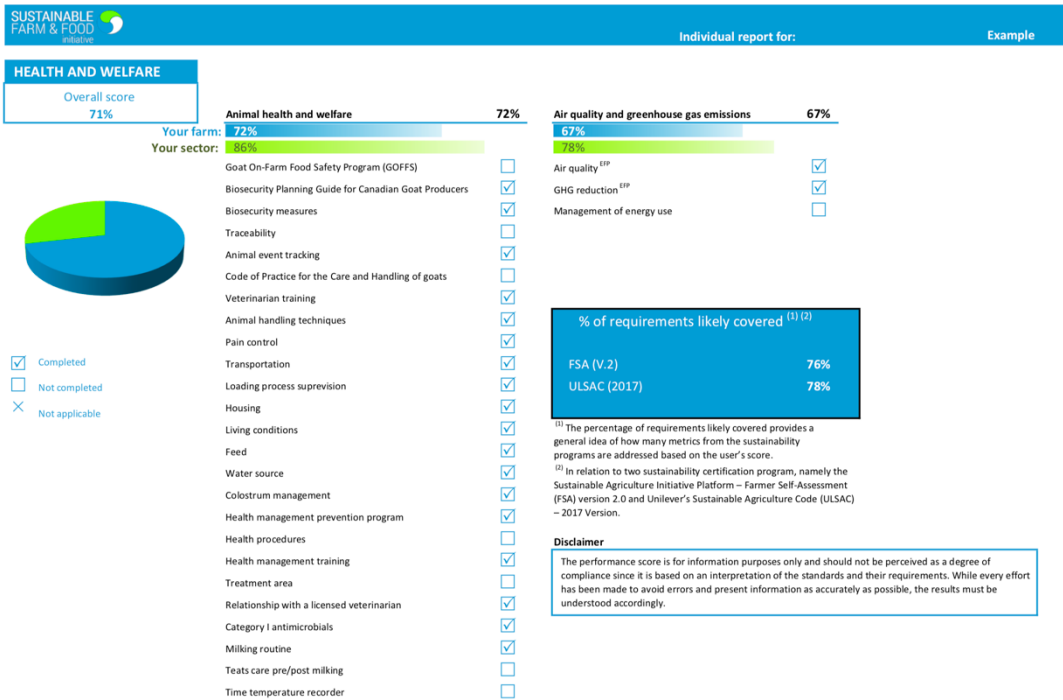 SUSTAINABLE
FARM & FOOD
initiative
Individual report for:
Example
HEALTH AND WELFARE
Overall score
71%
Animal health and welfare 72%
Your farm: 72%
Your sector: 86%
Goat On-Farm Food Safety Program (GOFFS)
Biosecurity Planning Guide for Canadian Goat Producers
Biosecurity measures
Traceability
Animal event tracking
Code of Practice for the Care and Handling of goats
Veterinarian training
Animal handling techniques
Pain control
Transportation
Loading process suprevision
Housing
Living conditions
Feed
Water source
Colostrum management
Health management prevention program
Health procedures
Health management training
Treatment area
Relationship with a licensed veterinarian
Category I antimicrobials
Milking routine
Teats care pre/post milking
Time temperature recorder
Completed
Not completed
Not applicable
Air quality and greenhouse gas emissions 67%
67%
78%
Air quality EFP
GHG reduction EFP
Management of energy use
% of requirements likely covered (1) (2)
FSA (V.2) 76%
ULSAC (2017) 78%
(1) The percentage of requirements likely covered provides a
general idea of how many metrics from the sustainability
programs are addressed based on the user's score.
(2) In relation to two sustainability certification program, namely the
Sustainable Agriculture Initiative Platform – Farmer Self-Assessment
(FSA) version 2.0 and Unilever's Sustainable Agriculture Code (ULSAC)
– 2017 Version.
Disclaimer
The performance score is for information purposes only and should not be perceived as a degree of
compliance since it is based on an interpretation of the standards and their requirements. While every effort
has been made to avoid errors and present information as accurately as possible, the results must be
understood accordingly.